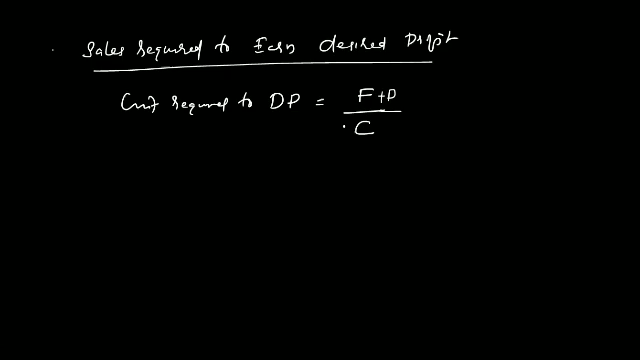 Sales required to Earn desired Profit
Unit required to DP = F+P
C